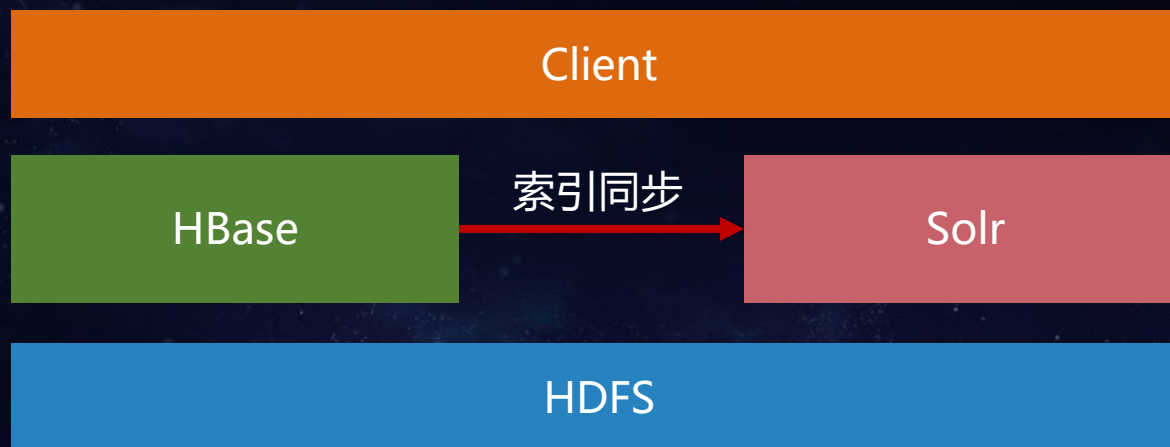 Client
索引同步
HBase
Solr
HDFS